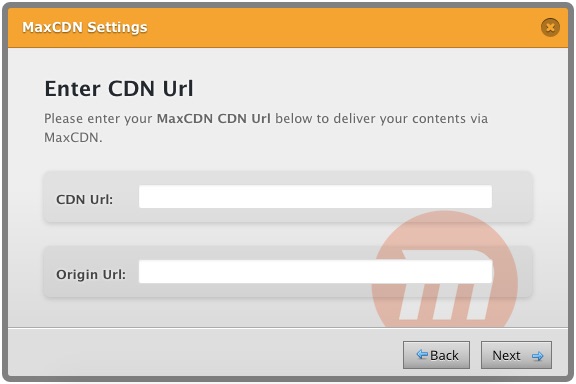 MaxCDN Settings
Enter CDN Url
Please enter your MaxCDN CDN Url below to deliver your contents via
MaxCDN.
CDN Url:
Origin Url:
Back
Next